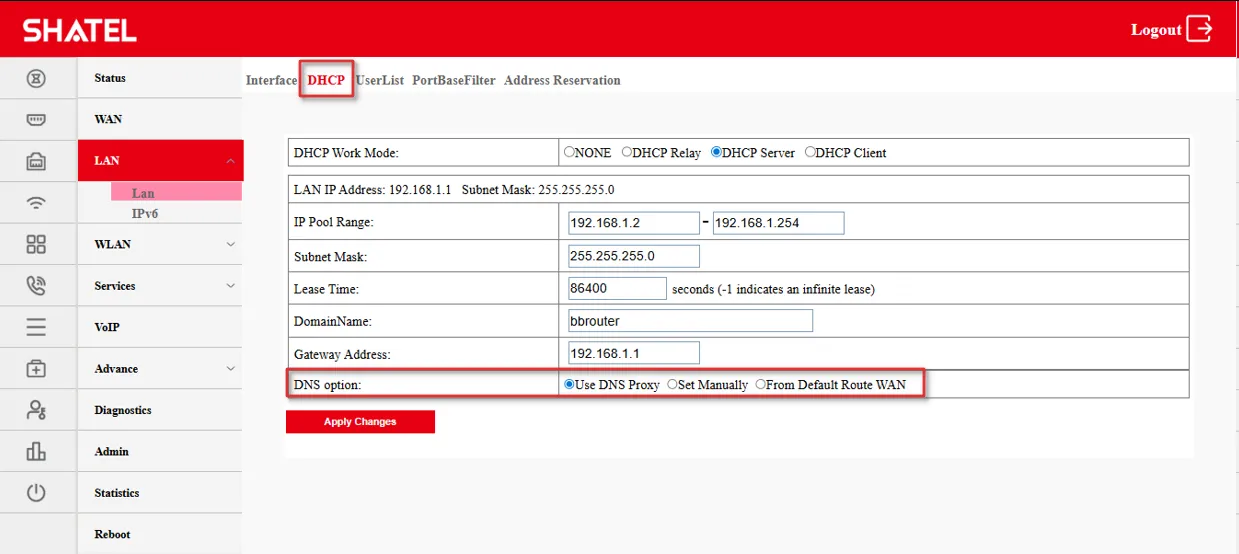 SHATEL
Logout
Status
WAN
LAN
Lan
IPv6
WLAN
Services
VoIP
Advance
Diagnostics
Admin
Statistics
Reboot
Interface DHCP UserList PortBaseFilter Address Reservation
DHCP Work Mode: NONE DHCP Relay DHCP Server DHCP Client
LAN IP Address: 192.168.1.1 Subnet Mask: 255.255.255.0
IP Pool Range: 192.168.1.2 - 192.168.1.254
Subnet Mask: 255.255.255.0
Lease Time: 86400 seconds (-1 indicates an infinite lease)
DomainName: bbrouter
Gateway Address: 192.168.1.1
DNS option: Use DNS Proxy Set Manually From Default Route WAN
Apply Changes